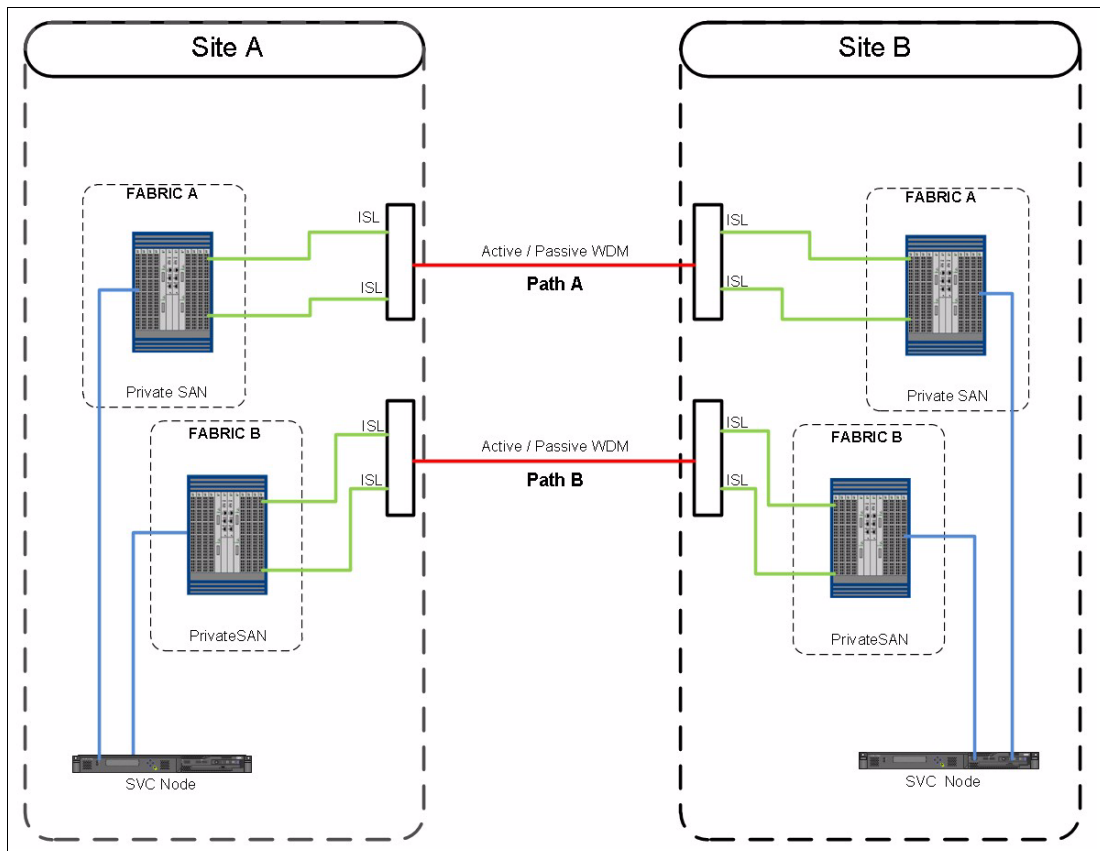 Site A
Site B
FABRIC A
ISL
ISL
Private SAN
Active / Passive WDM
Path A
ISL
ISL
FABRIC A
Private SAN
FABRIC B
ISL
ISL
PrivateSAN
Active / Passive WDM
Path B
ISL
ISL
FABRIC B
PrivateSAN
SVC Node
SVC Node